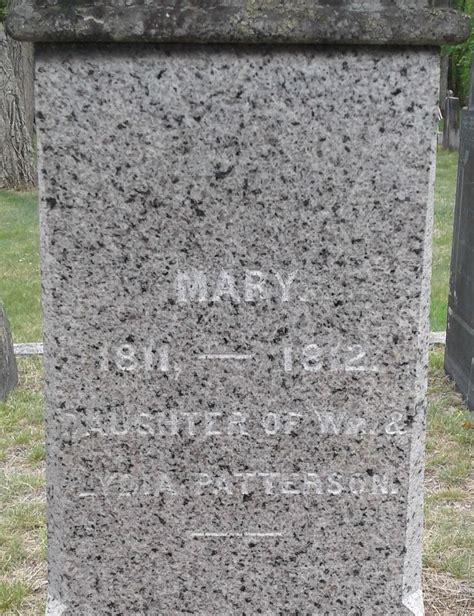 MARY.
1811, — 1812.
DAUGHTER OF WM. &
LYDIA PATTERSON.